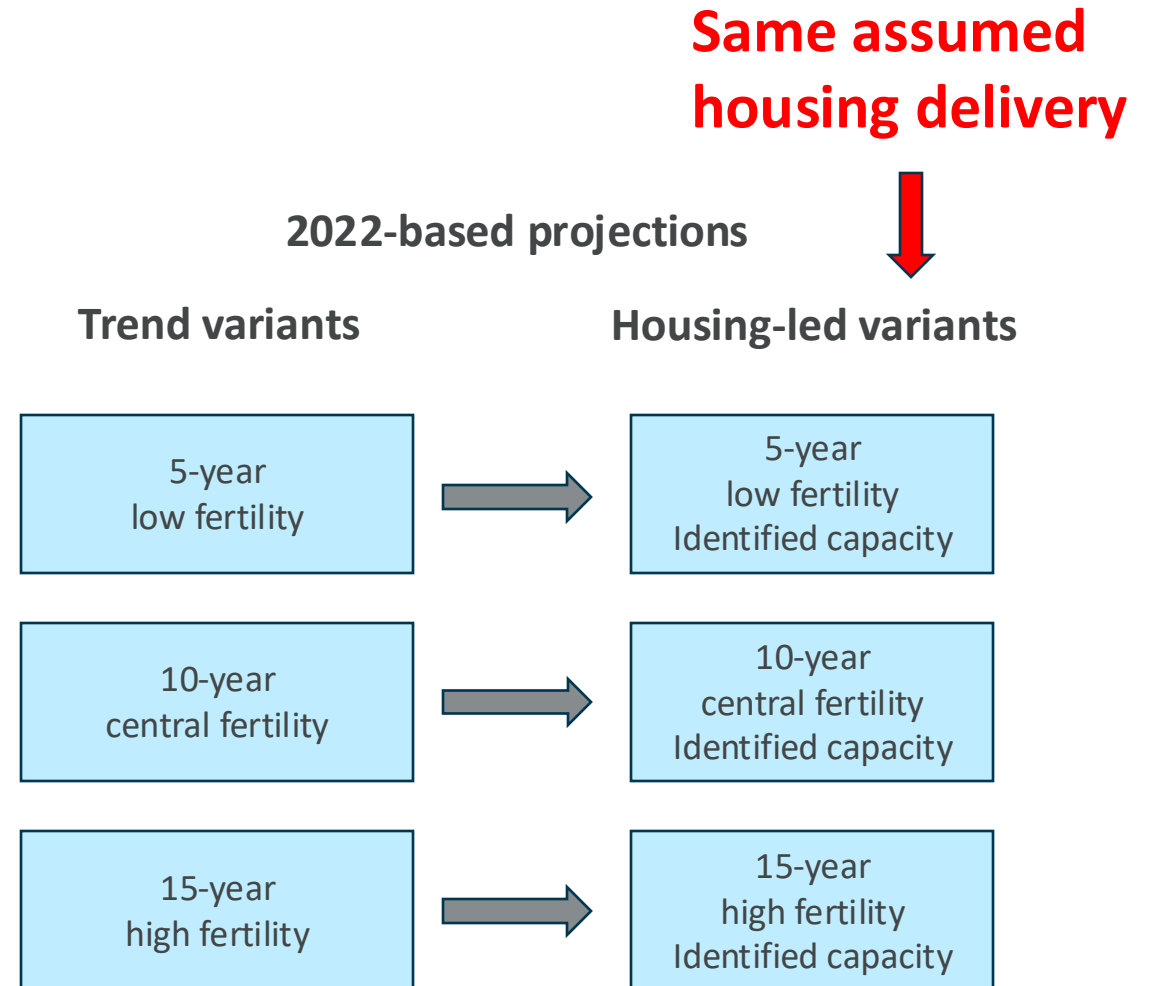 Same assumed
housing delivery
2022-based projections
Trend variants
Housing-led variants
5-year
low fertility
5-year
low fertility
Identified capacity
10-year
central fertility
10-year
central fertility
Identified capacity
15-year
high fertility
15-year
high fertility
Identified capacity